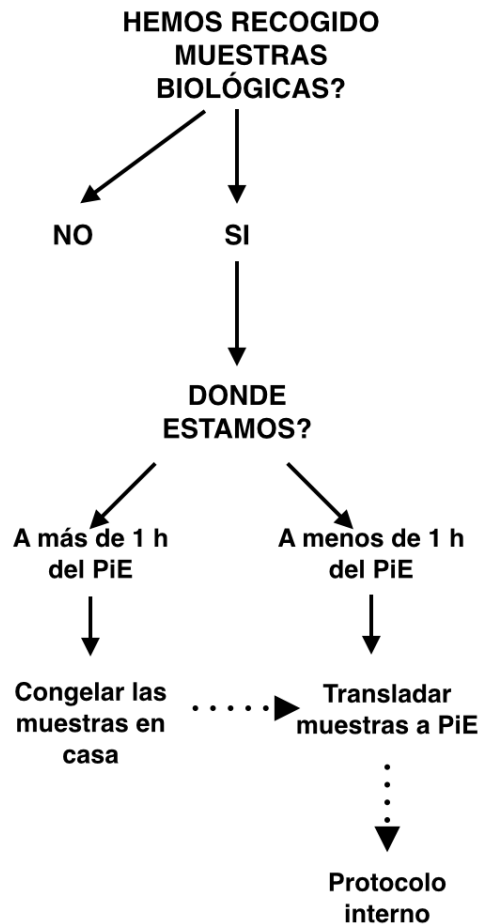 HEMOS RECOGIDO
MUESTRAS
BIOLÓGICAS?
NO
SI
DONDE
ESTAMOS?
A más de 1 h
del PiE
A menos de 1 h
del PiE
Congelar las
muestras en
casa
Transladar
muestras a PiE
Protocolo
interno